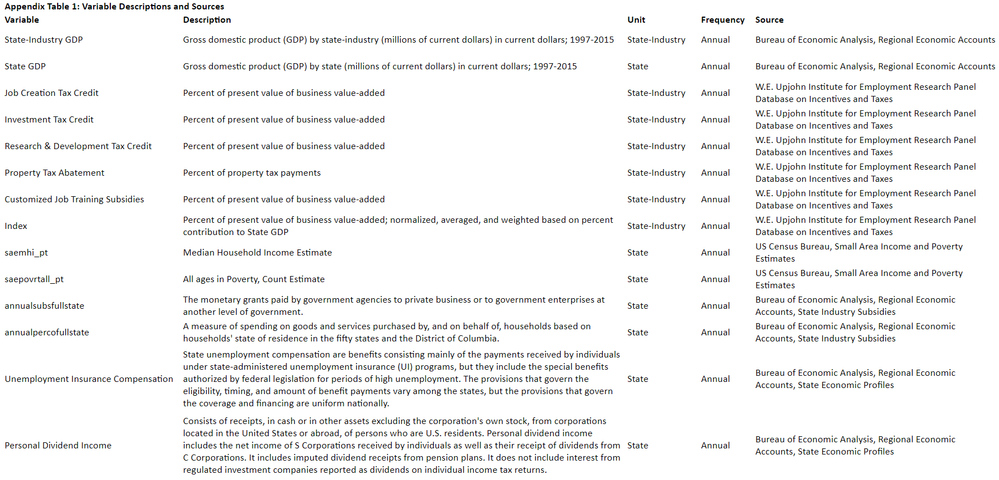 Appendix Table 1: Variable Descriptions and Sources
Variable Description Unit Frequency Source
State-Industry GDP Gross domestic product (GDP) by state-industry (millions of current dollars) in current dollars; 1997-2015 State-Industry Annual Bureau of Economic Analysis, Regional Economic Accounts
State GDP Gross domestic product (GDP) by state (millions of current dollars) in current dollars; 1997-2015 State Annual Bureau of Economic Analysis, Regional Economic Accounts
Job Creation Tax Credit Percent of present value of business value-added State-Industry Annual W.E. Upjohn Institute for Employment Research Panel
Database on Incentives and Taxes
Investment Tax Credit Percent of present value of business value-added State-Industry Annual W.E. Upjohn Institute for Employment Research Panel
Database on Incentives and Taxes
Research & Development Tax Credit Percent of present value of business value-added State-Industry Annual W.E. Upjohn Institute for Employment Research Panel
Database on Incentives and Taxes
Property Tax Abatement Percent of property tax payments State-Industry Annual W.E. Upjohn Institute for Employment Research Panel
Database on Incentives and Taxes
Customized Job Training Subsidies Percent of present value of business value-added State-Industry Annual W.E. Upjohn Institute for Employment Research Panel
Database on Incentives and Taxes
Index Percent of present value of business value-added; normalized, averaged, and weighted based on percent
contribution to State GDP State-Industry Annual W.E. Upjohn Institute for Employment Research Panel
Database on Incentives and Taxes
saemhi_pt Median Household Income Estimate State Annual US Census Bureau, Small Area Income and Poverty
Estimates
saepovrtall_pt All ages in Poverty, Count Estimate State Annual US Census Bureau, Small Area Income and Poverty
Estimates
annualsubsfullstate The monetary grants paid by government agencies to private business or to government enterprises at
another level of government. State Annual Bureau of Economic Analysis, Regional Economic
Accounts, State Industry Subsidies
annualpercofullstate A measure of spending on goods and services purchased by, and on behalf of, households based on
households' state of residence in the fifty states and the District of Columbia. State Annual Bureau of Economic Analysis, Regional Economic
Accounts, State Industry Subsidies
Unemployment Insurance Compensation State unemployment compensation are benefits consisting mainly of the payments received by individuals
under state-administered unemployment insurance (UI) programs, but they include the special benefits
authorized by federal legislation for periods of high unemployment. The provisions that govern the
eligibility, timing, and amount of benefit payments vary among the states, but the provisions that govern
the coverage and financing are uniform nationally. State Annual Bureau of Economic Analysis, Regional Economic
Accounts, State Economic Profiles
Personal Dividend Income Consists of receipts, in cash or in other assets excluding the corporation's own stock, from corporations
located in the United States or abroad, of persons who are U.S. residents. Personal dividend income
includes the net income of S Corporations received by individuals as well as their receipt of dividends from
C Corporations. It includes imputed dividend receipts from pension plans. It does not include interest from
regulated investment companies reported as dividends on individual income tax returns. State Annual Bureau of Economic Analysis, Regional Economic
Accounts, State Economic Profiles